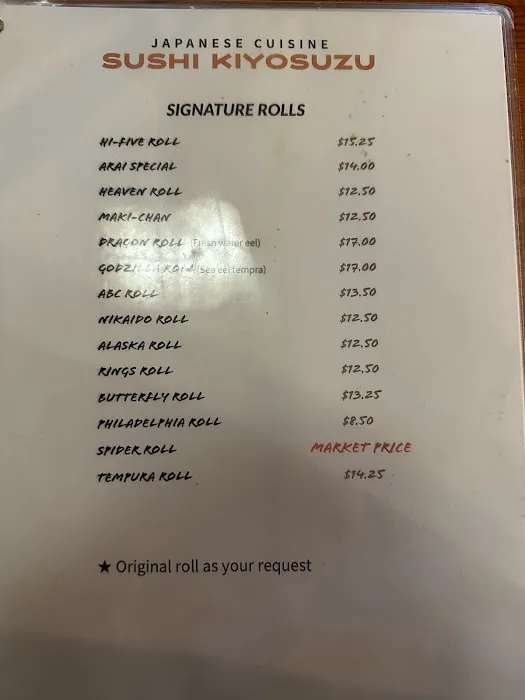 JAPANESE CUISINE
SUSHI KIYOSUZU
SIGNATURE ROLLS
HI-FIVE ROLL $15.25
ARAI SPECIAL $14.00
HEAVEN ROLL $12.50
MAKI-CHAN $12.50
DRAGON ROLL (Fresh water eel) $17.00
GODZILLA ROLL (Sea eel tempra) $17.00
ABC ROLL $13.50
NIKAIDO ROLL $12.50
ALASKA ROLL $12.50
RINGS ROLL $12.50
BUTTERFLY ROLL $13.25
PHILADELPHIA ROLL $8.50
SPIDER ROLL MARKET PRICE
TEMPURA ROLL $14.25
★ Original roll as your request